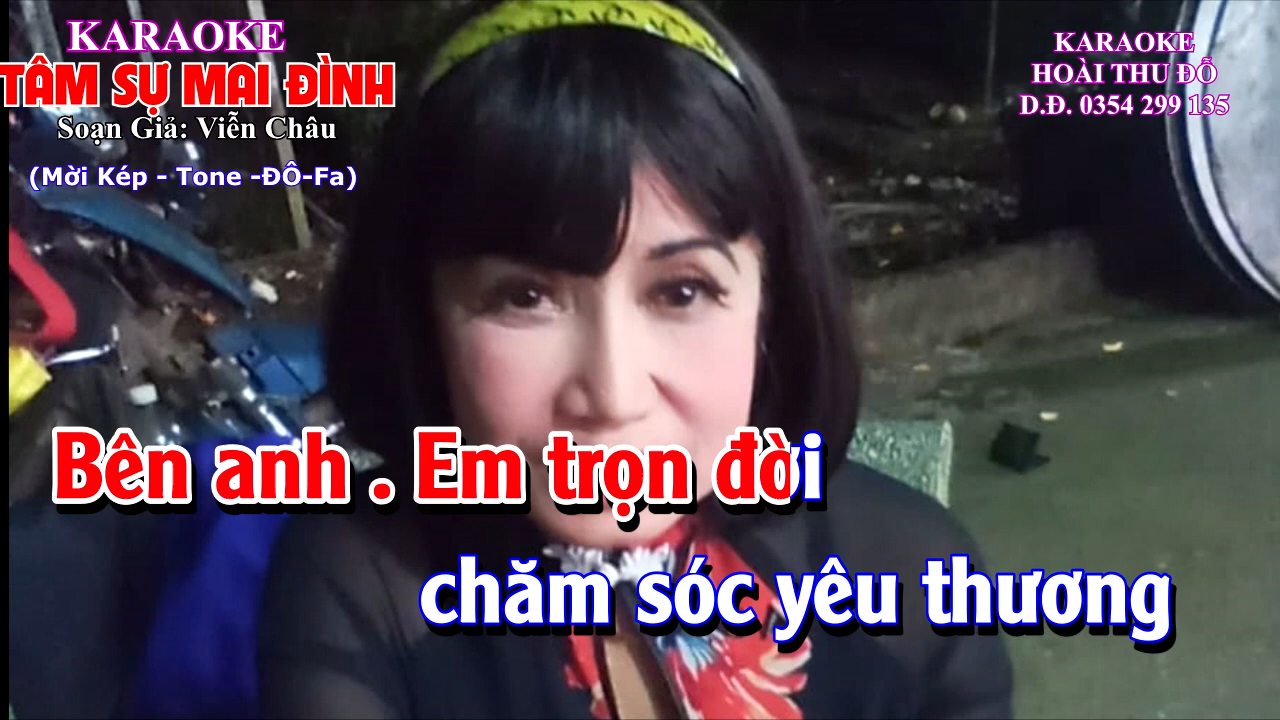 KARAOKE
TÂM SỰ MAI ĐÌNH
Soạn Giả: Viễn Châu
(Mời Kép - Tone -ĐÔ-Fa)
KARAOKE
HOÀI THU ĐỖ
D.Đ. 0354 299 135
Bên anh . Em trọn đời
chăm sóc yêu thương